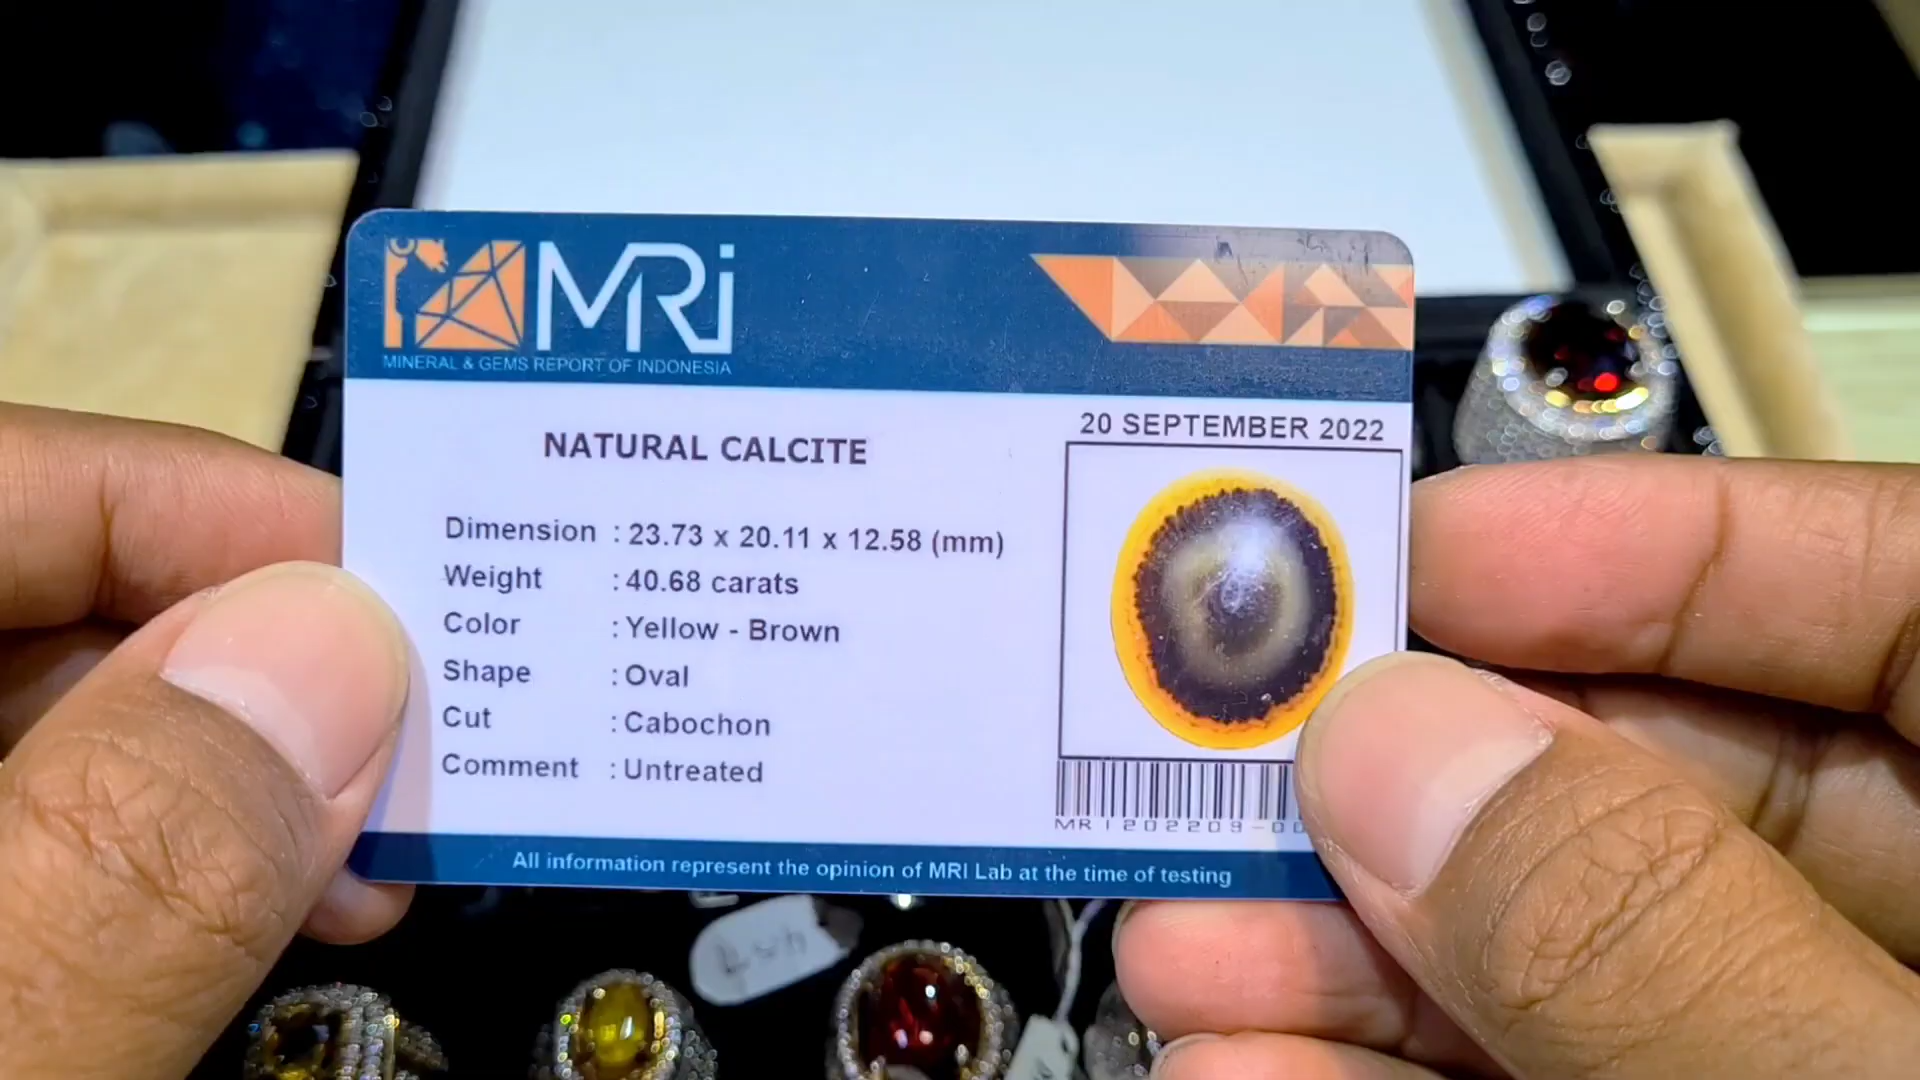 MRi
MINERAL & GEMS REPORT OF INDONESIA
20 SEPTEMBER 2022
NATURAL CALCITE
Dimension : 23.73 x 20.11 x 12.58 (mm)
Weight : 40.68 carats
Color : Yellow - Brown
Shape : Oval
Cut : Cabochon
Comment : Untreated
MRI202209-00
All information represent the opinion of MRI Lab at the time of testing